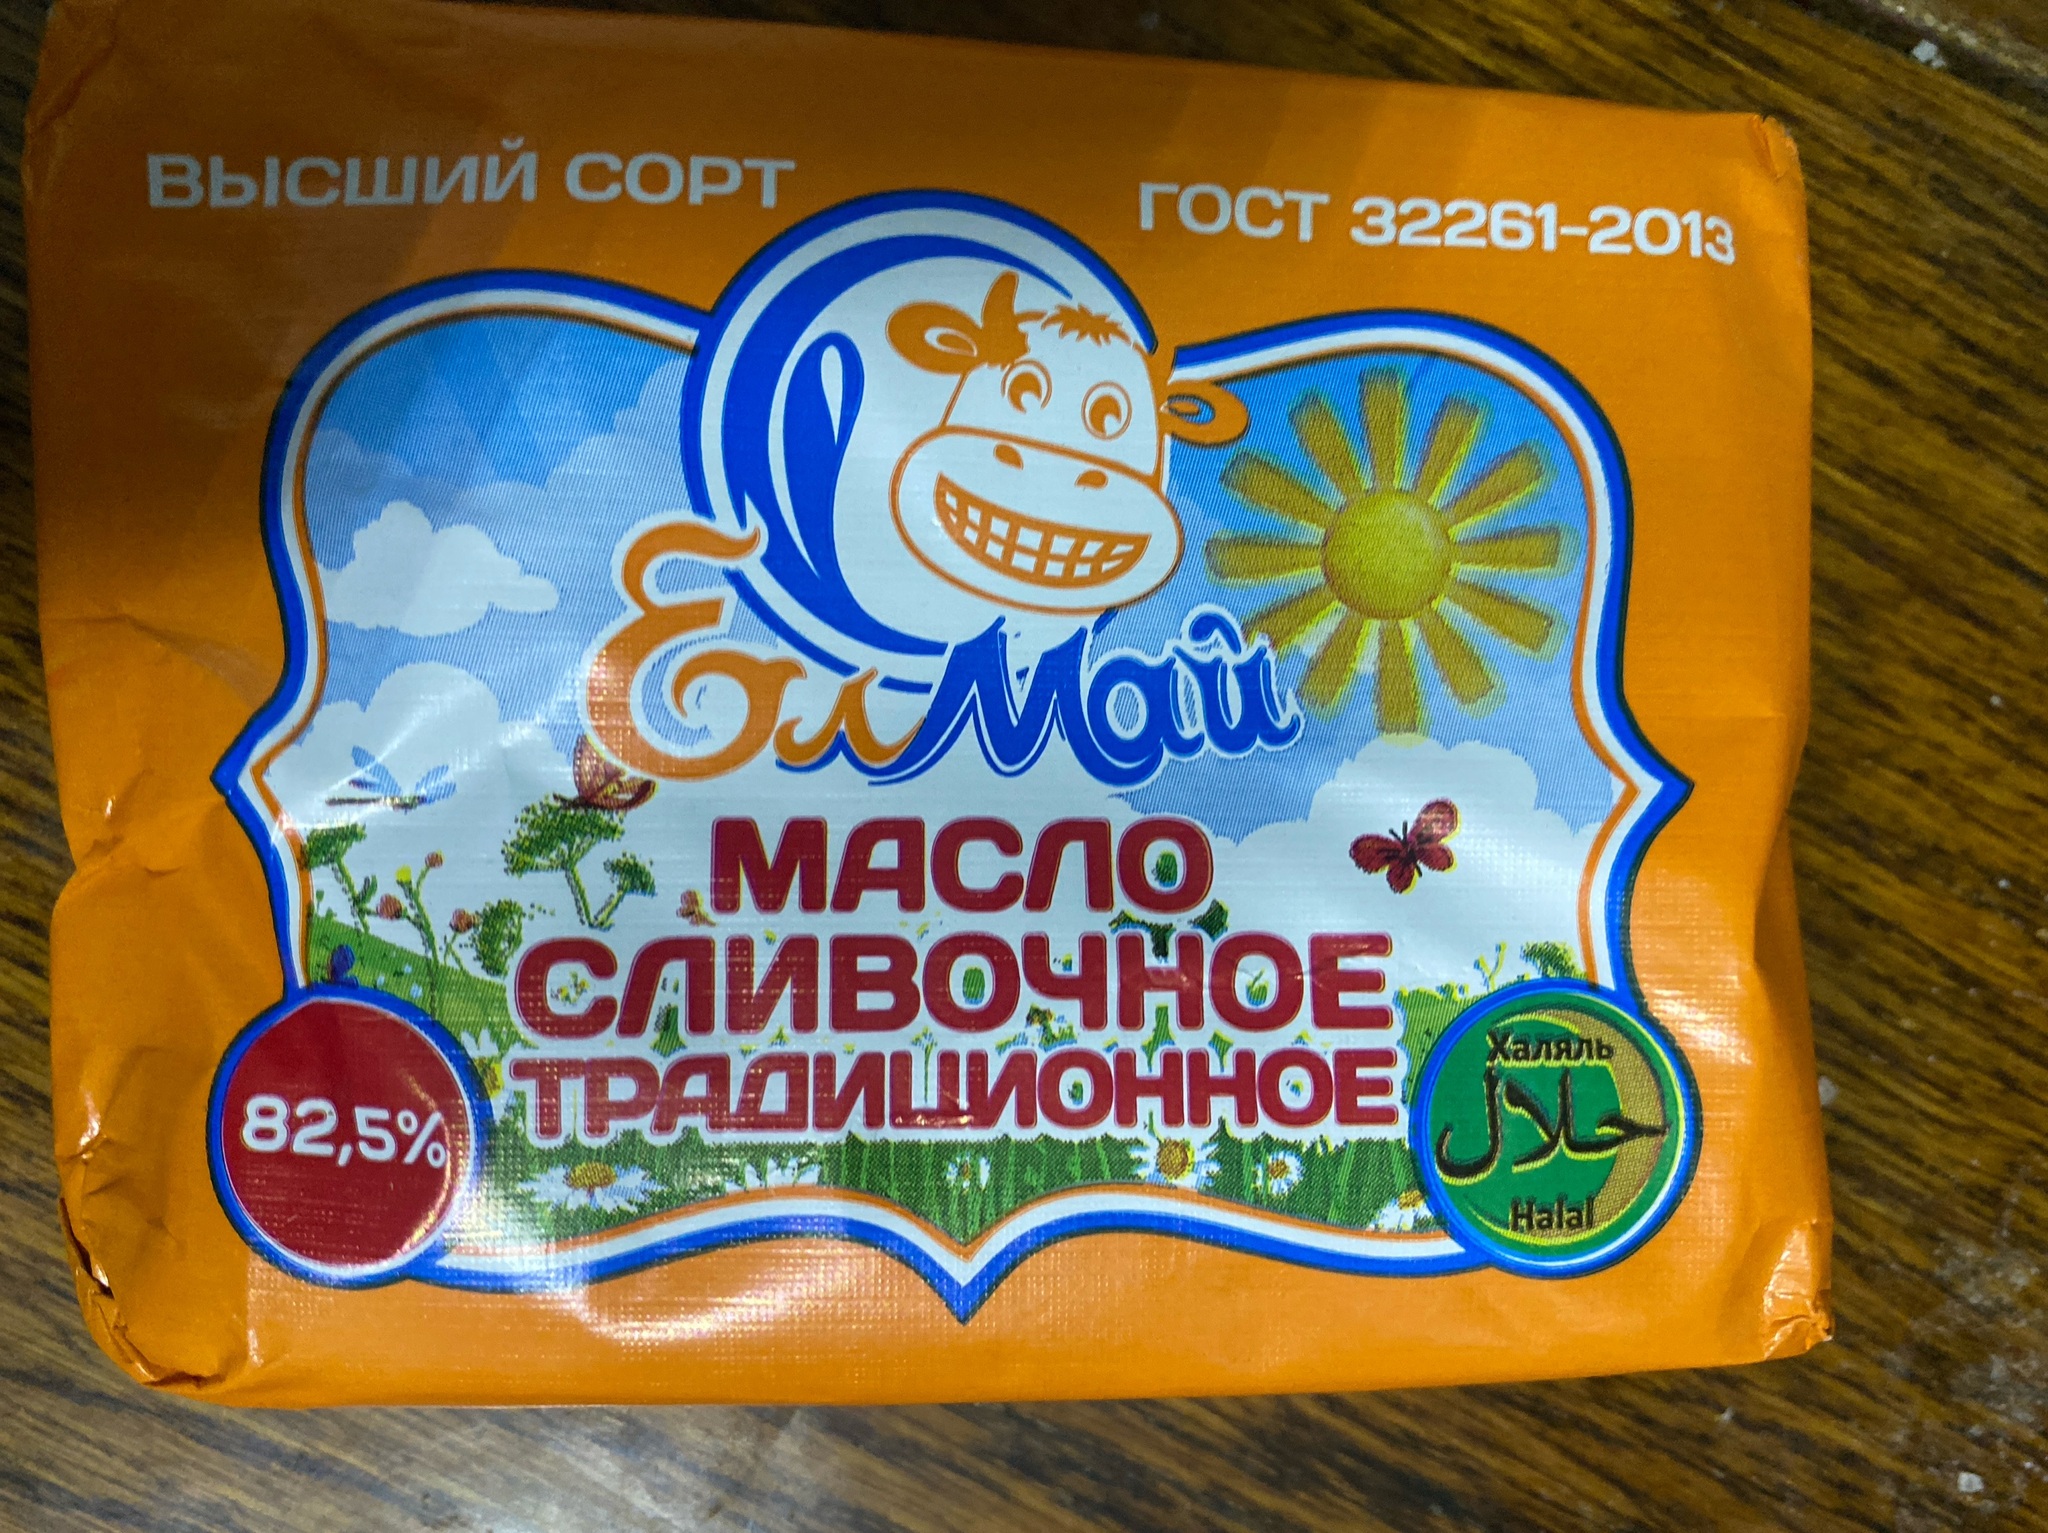 ВЫСШИЙ СОРТ
ГОСТ 32261-2013
ЕлМай
МАСЛО
СЛИВОЧНОЕ
ТРАДИЦИОННОЕ
82,5%
Халяль
حلال
Halal